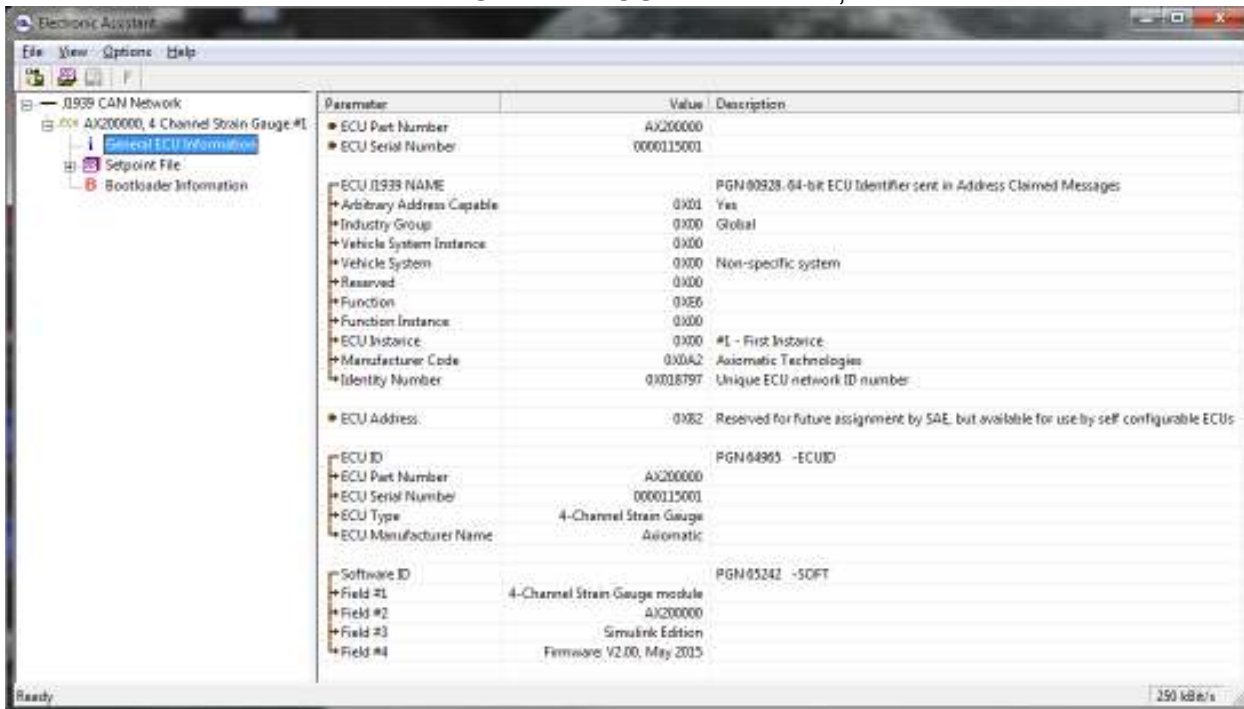 Electronic Assistant
File View Options Help
F
J1939 CAN Network
AX200000, 4 Channel Strain Gauge #1
i General ECU Information
Setpoint File
B Bootloader Information
Parameter Value Description
ECU Part Number AX200000
ECU Serial Number 0000115001
ECU J1939 NAME PGN 60928. 64-bit ECU Identifier sent in Address Claimed Messages
Arbitrary Address Capable 0X01 Yes
Industry Group 0X00 Global
Vehicle System Instance 0X00
Vehicle System 0X00 Non-specific system
Reserved 0X00
Function 0XE6
Function Instance 0X00
ECU Instance 0X00 #1 - First Instance
Manufacturer Code 0X0A2 Axiomatic Technologies
Identity Number 0X018797 Unique ECU network ID number
ECU Address 0XB2 Reserved for future assignment by SAE, but available for use by self configurable ECUs
ECU ID PGN 64965 -ECUID
ECU Part Number AX200000
ECU Serial Number 0000115001
ECU Type 4-Channel Strain Gauge
ECU Manufacturer Name Axiomatic
Software ID PGN 65242 -SOFT
Field #1 4-Channel Strain Gauge module
Field #2 AX200000
Field #3 Simulink Edition
Field #4 Firmware: V2.00, May 2015
Ready 250 kBit/s